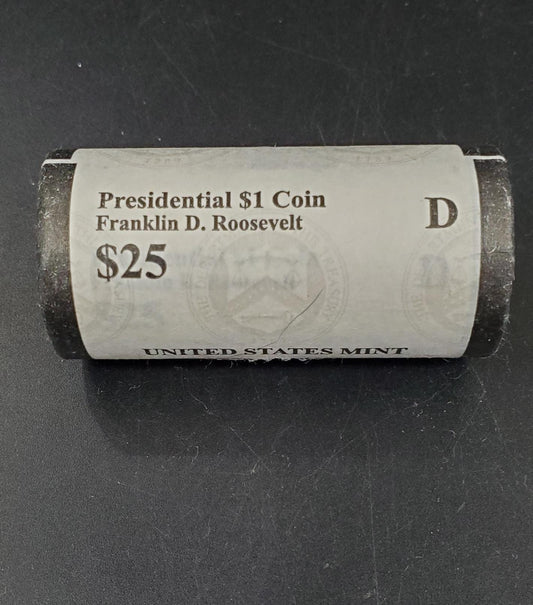 Presidential $1 Coin
Franklin D. Roosevelt
D
$25
UNITED STATES MINT